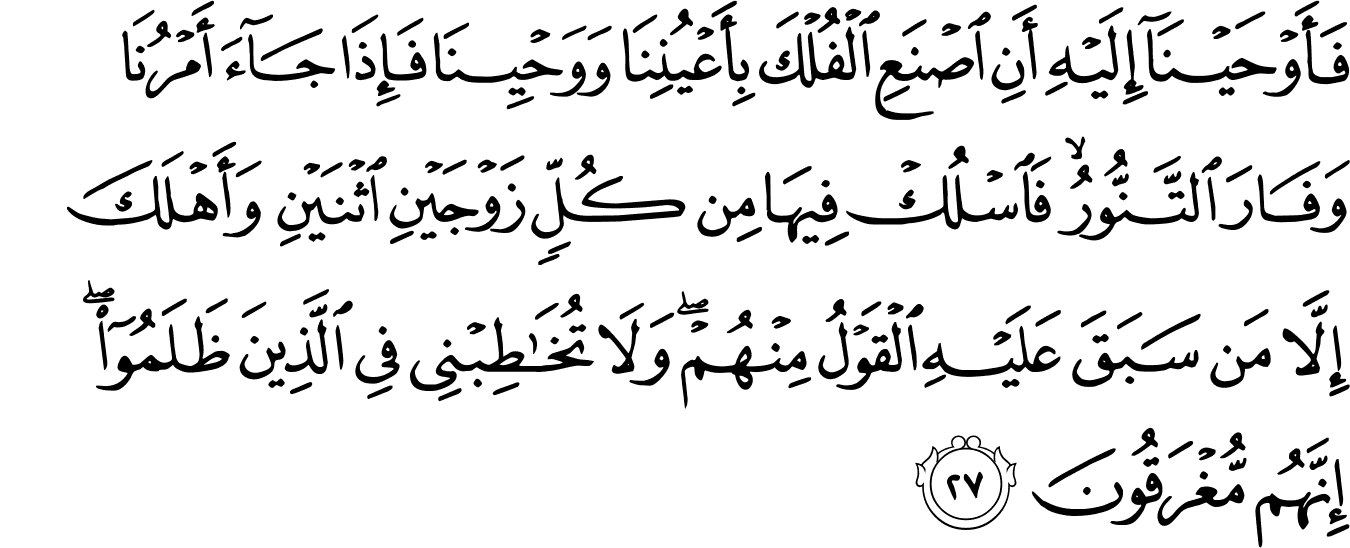 فَأَوْحَيْنَآ إِلَيْهِ أَنِ ٱصْنَعِ ٱلْفُلْكَ بِأَعْيُنِنَا وَوَحْيِنَا فَإِذَا جَآءَ أَمْرُنَا
وَفَارَ ٱلتَّنُّورُ ۙ فَٱسْلُكْ فِيهَا مِن كُلٍّ زَوْجَيْنِ ٱثْنَيْنِ وَأَهْلَكَ
إِلَّا مَن سَبَقَ عَلَيْهِ ٱلْقَوْلُ مِنْهُمْ ۖ وَلَا تُخَـٰطِبْنِى فِى ٱلَّذِينَ ظَلَمُوٓا۟ ۖ
إِنَّهُم مُّغْرَقُونَ ٢٧